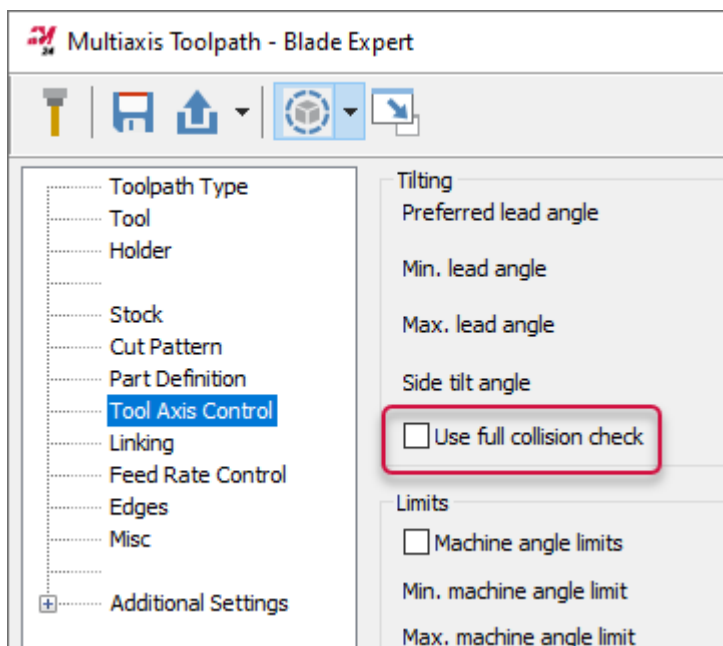 24
Multiaxis Toolpath - Blade Expert
Toolpath Type
Tool
Holder
Stock
Cut Pattern
Part Definition
Tool Axis Control
Linking
Feed Rate Control
Edges
Misc
Additional Settings
Tilting
Preferred lead angle
Min. lead angle
Max. lead angle
Side tilt angle
Use full collision check
Limits
Machine angle limits
Min. machine angle limit
Max. machine angle limit